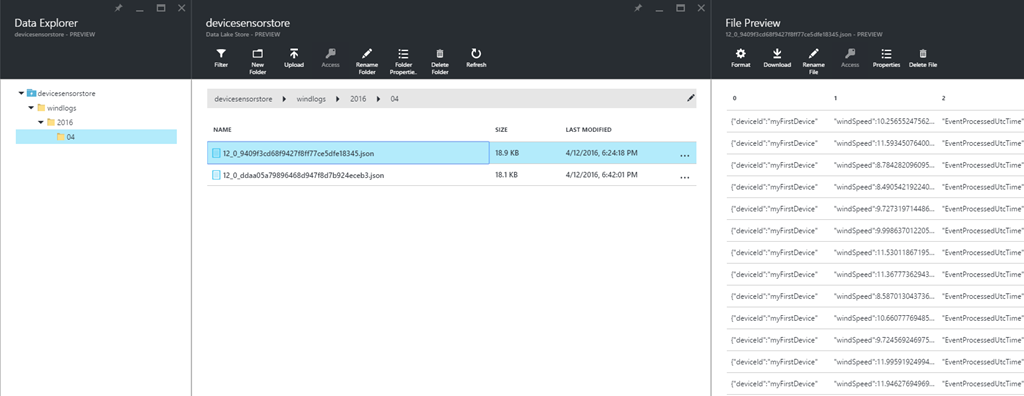 Data Explorer
devicesensorstore - PREVIEW
devicesensorstore
windlogs
2016
04
devicesensorstore
Data Lake Store - PREVIEW
Filter
New Folder
Upload
Access
Rename Folder
Folder Propertie..
Delete Folder
Refresh
devicesensorstore windlogs 2016 04
NAME SIZE LAST MODIFIED
12_0_9409f3cd68f9427f8ff77ce5dfe18345.json 18.9 KB 4/12/2016, 6:24:18 PM ...
12_0_ddaa05a79896468d947f8d7b924eceb3.json 18.1 KB 4/12/2016, 6:42:01 PM ...
File Preview
12_0_9409f3cd68f9427f8ff77ce5dfe18345.json - PREVIEW
Format
Download
Rename File
Access
Properties
Delete File
0 1 2
{"deviceId":"myFirstDevice" "windSpeed":10.25655247562... "EventProcessedUtcTime"
{"deviceId":"myFirstDevice" "windSpeed":11.59345076400... "EventProcessedUtcTime"
{"deviceId":"myFirstDevice" "windSpeed":8.784282096095... "EventProcessedUtcTime"
{"deviceId":"myFirstDevice" "windSpeed":8.490542192240... "EventProcessedUtcTime"
{"deviceId":"myFirstDevice" "windSpeed":9.727319714486... "EventProcessedUtcTime"
{"deviceId":"myFirstDevice" "windSpeed":9.998637012205... "EventProcessedUtcTime"
{"deviceId":"myFirstDevice" "windSpeed":11.53011867195... "EventProcessedUtcTime"
{"deviceId":"myFirstDevice" "windSpeed":11.36777362943... "EventProcessedUtcTime"
{"deviceId":"myFirstDevice" "windSpeed":8.587013043736... "EventProcessedUtcTime"
{"deviceId":"myFirstDevice" "windSpeed":10.66077769485... "EventProcessedUtcTime"
{"deviceId":"myFirstDevice" "windSpeed":9.724569246975... "EventProcessedUtcTime"
{"deviceId":"myFirstDevice" "windSpeed":11.99591924994... "EventProcessedUtcTime"
{"deviceId":"myFirstDevice" "windSpeed":11.94627694969... "EventProcessedUtcTime"